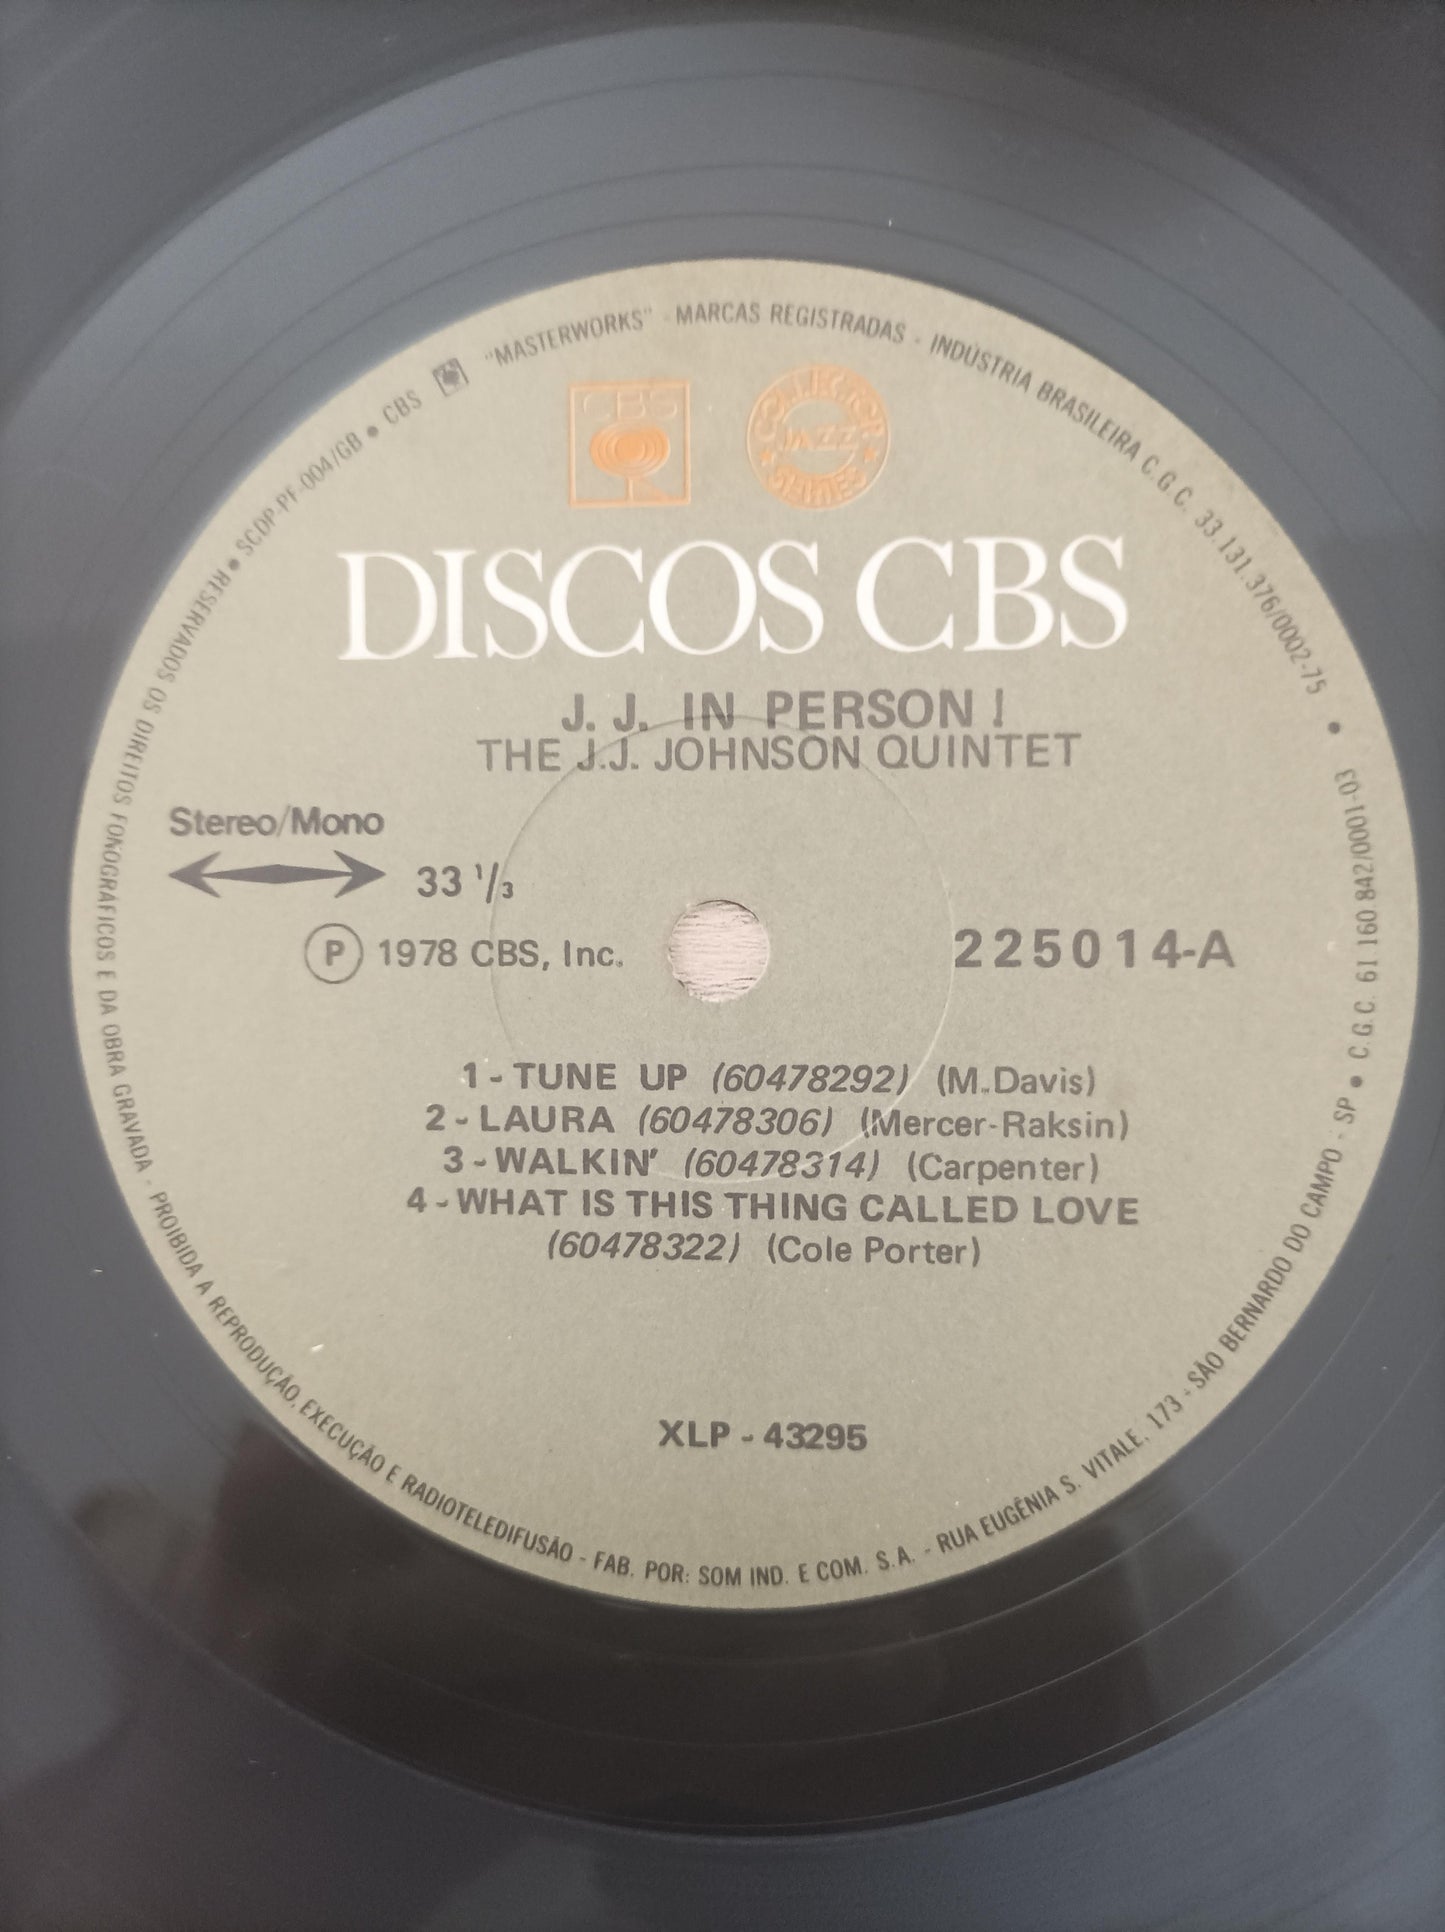 CBS "MASTERWORKS" - MARCAS REGISTRADAS - INDÚSTRIA BRASILEIRA C.G.C. 33.131.376/0002-75 •
CBS
COLLECTOR
JAZZ
SERIES
DISCOS CBS
J. J. IN PERSON !
THE J.J. JOHNSON QUINTET
Stereo/Mono
33 1/3
Ⓟ 1978 CBS, Inc.
225014-A
1 - TUNE UP (60478292) (M. Davis)
2 - LAURA (60478306) (Mercer-Raksin)
3 - WALKIN' (60478314) (Carpenter)
4 - WHAT IS THIS THING CALLED LOVE
(60478322) (Cole Porter)
XLP - 43295
RESERVADOS OS DIREITOS FONOGRÁFICOS E DA OBRA GRAVADA - PROIBIDA A REPRODUÇÃO, EXECUÇÃO E RADIOTELEDIFUSÃO - FAB. POR: SOM IND. E COM. S.A. - RUA EUGÊNIA S. VITALE, 173 - SÃO BERNARDO DO CAMPO - SP • C.G.C. 61 160 842/0001-03
• SCDP-PF-004/GB •